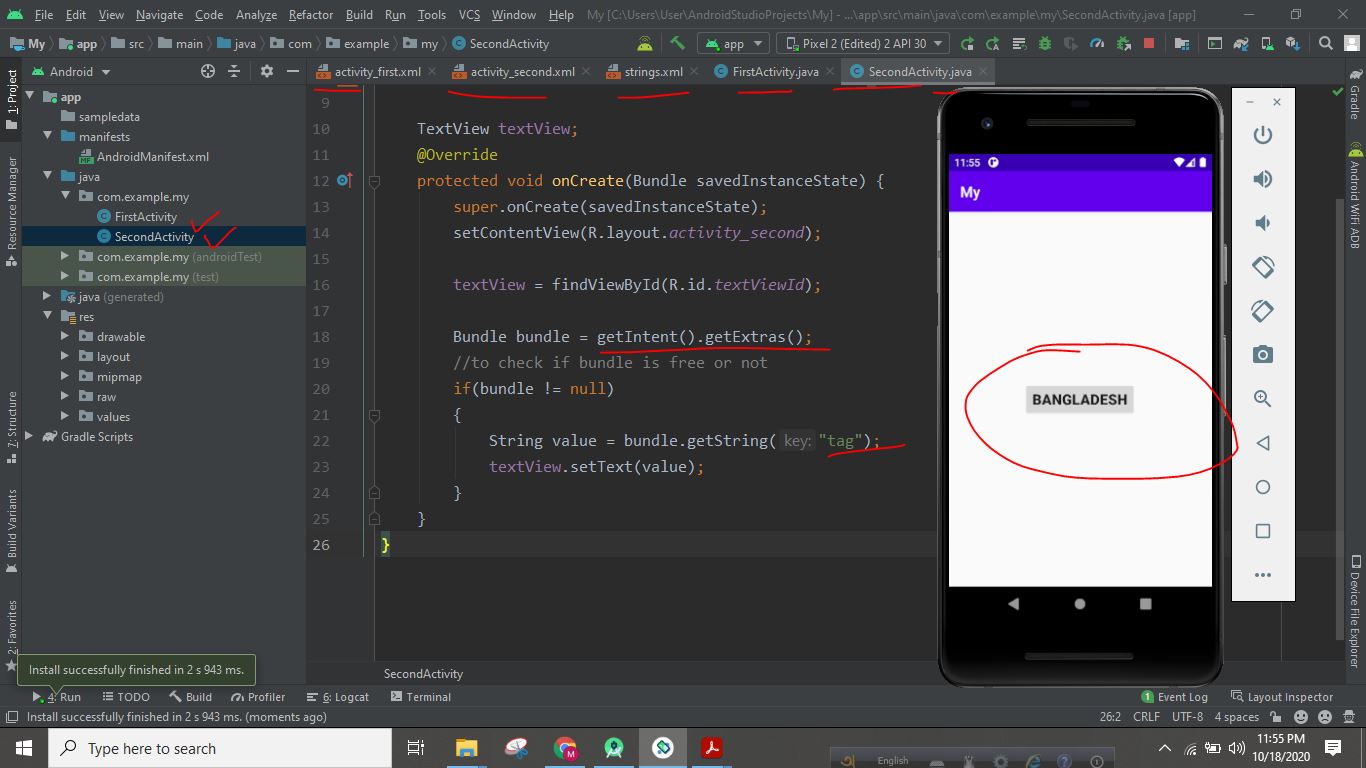 File Edit View Navigate Code Analyze Refactor Build Run Tools VCS Window Help My [C:\Users\User\AndroidStudioProjects\My] - ...\app\src\main\java\com\example\my\SecondActivity.java [app]
My app src main java com example my SecondActivity app Pixel 2 (Edited) 2 API 30
1: Project
Resource Manager
7: Structure
Build Variants
2: Favorites
Android
app
sampledata
manifests
AndroidManifest.xml
java
com.example.my
FirstActivity
SecondActivity
com.example.my (androidTest)
com.example.my (test)
java (generated)
res
drawable
layout
mipmap
raw
values
Gradle Scripts
activity_first.xml activity_second.xml strings.xml FirstActivity.java SecondActivity.java
9
10 TextView textView;
11 @Override
12 protected void onCreate(Bundle savedInstanceState) {
13 super.onCreate(savedInstanceState);
14 setContentView(R.layout.activity_second);
15
16 textView = findViewById(R.id.textViewId);
17
18 Bundle bundle = getIntent().getExtras();
19 //to check if bundle is free or not
20 if(bundle != null)
21 {
22 String value = bundle.getString( key: "tag");
23 textView.setText(value);
24 }
25 }
26 }
SecondActivity
11:55
My
BANGLADESH
Gradle
Android WiFi ADB
Device File Explorer
Install successfully finished in 2 s 943 ms.
4: Run TODO Build Profiler 6: Logcat Terminal 1 Event Log Layout Inspector
Install successfully finished in 2 s 943 ms. (moments ago) 26:2 CRLF UTF-8 4 spaces
Type here to search
M
English
11:55 PM
10/18/2020